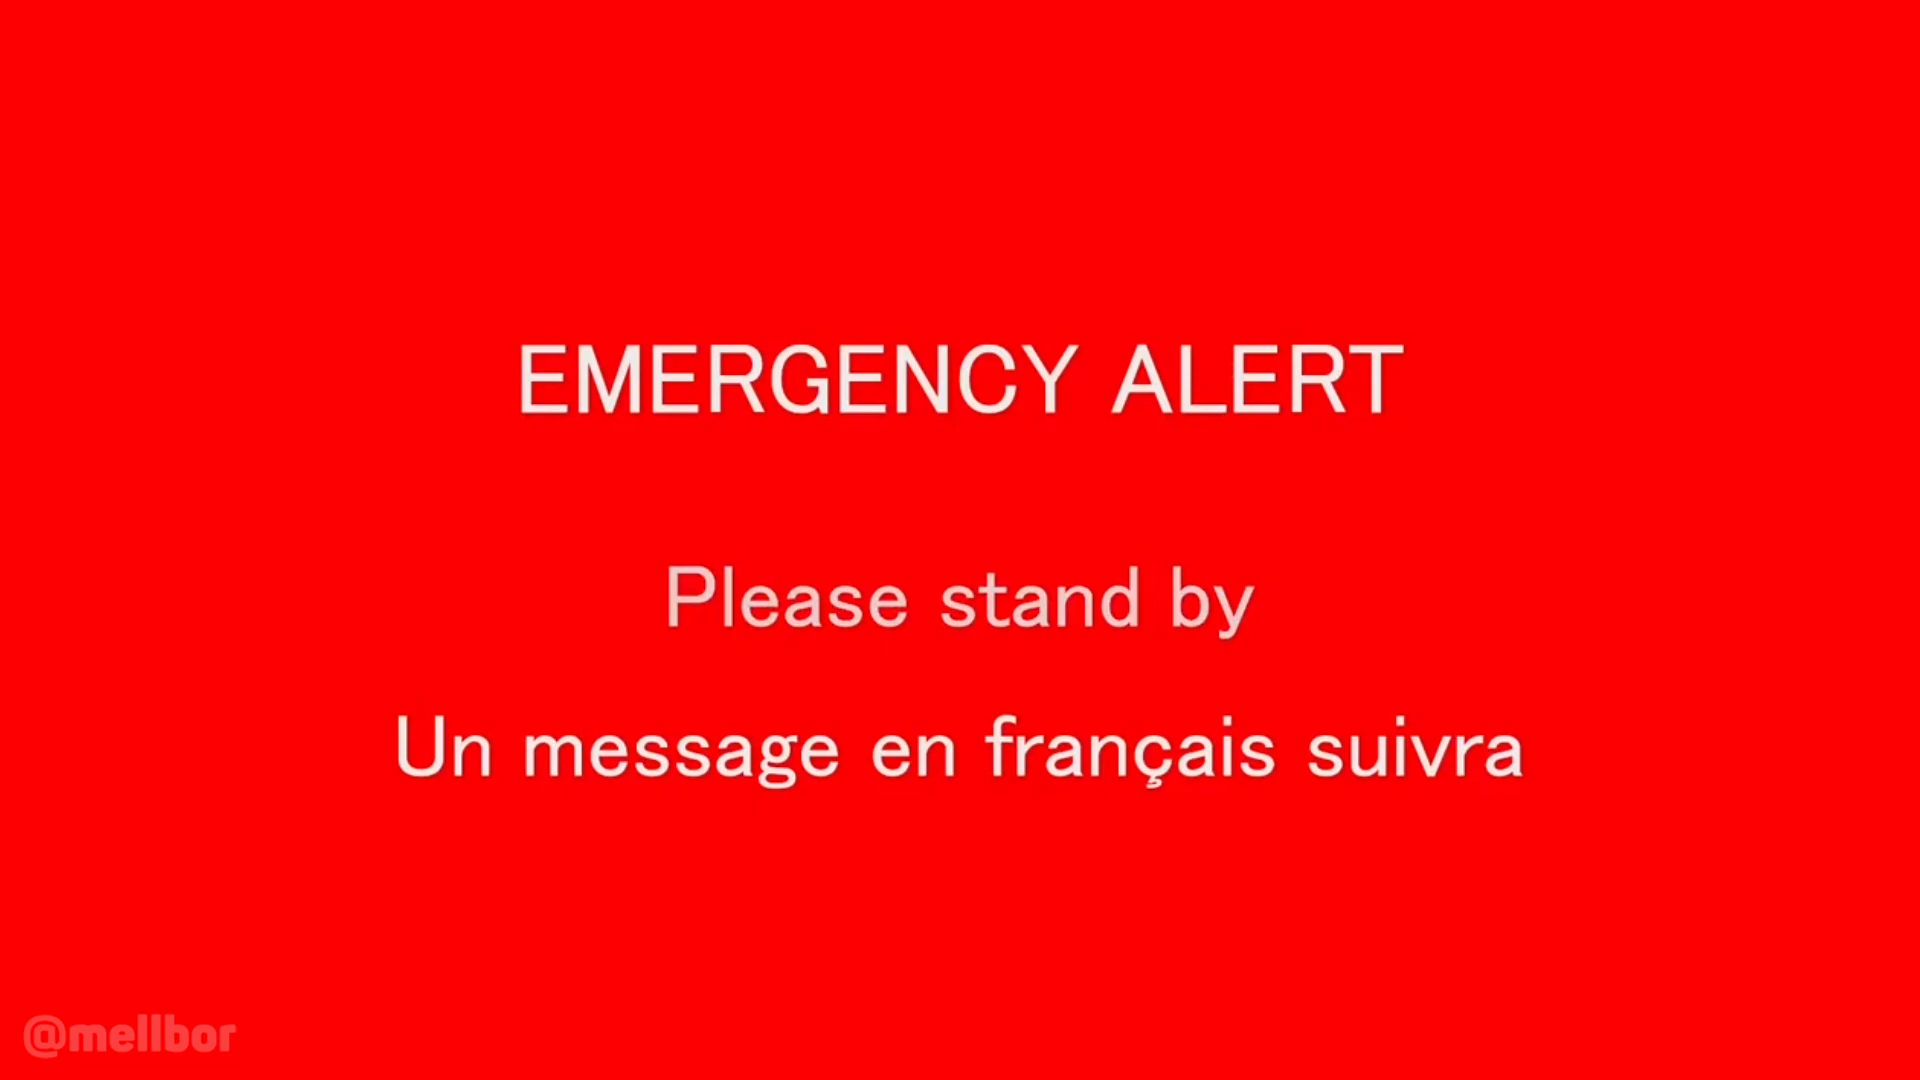 EMERGENCY ALERT
Please stand by
Un message en français suivra
@mellbor